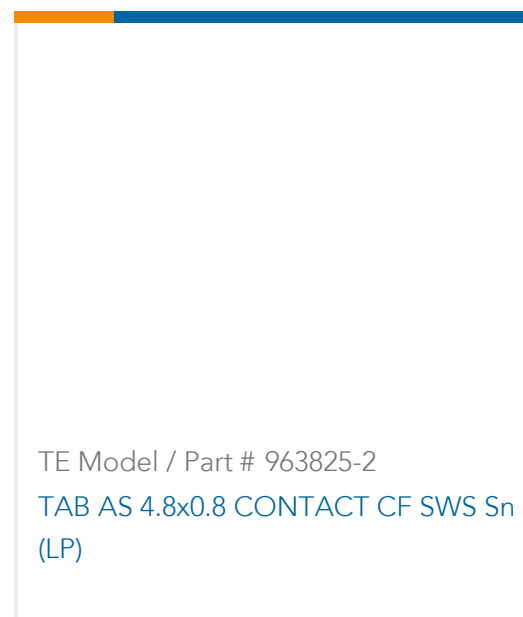 TE Model / Part # 963825-2
TAB AS 4.8x0.8 CONTACT CF SWS Sn
(LP)